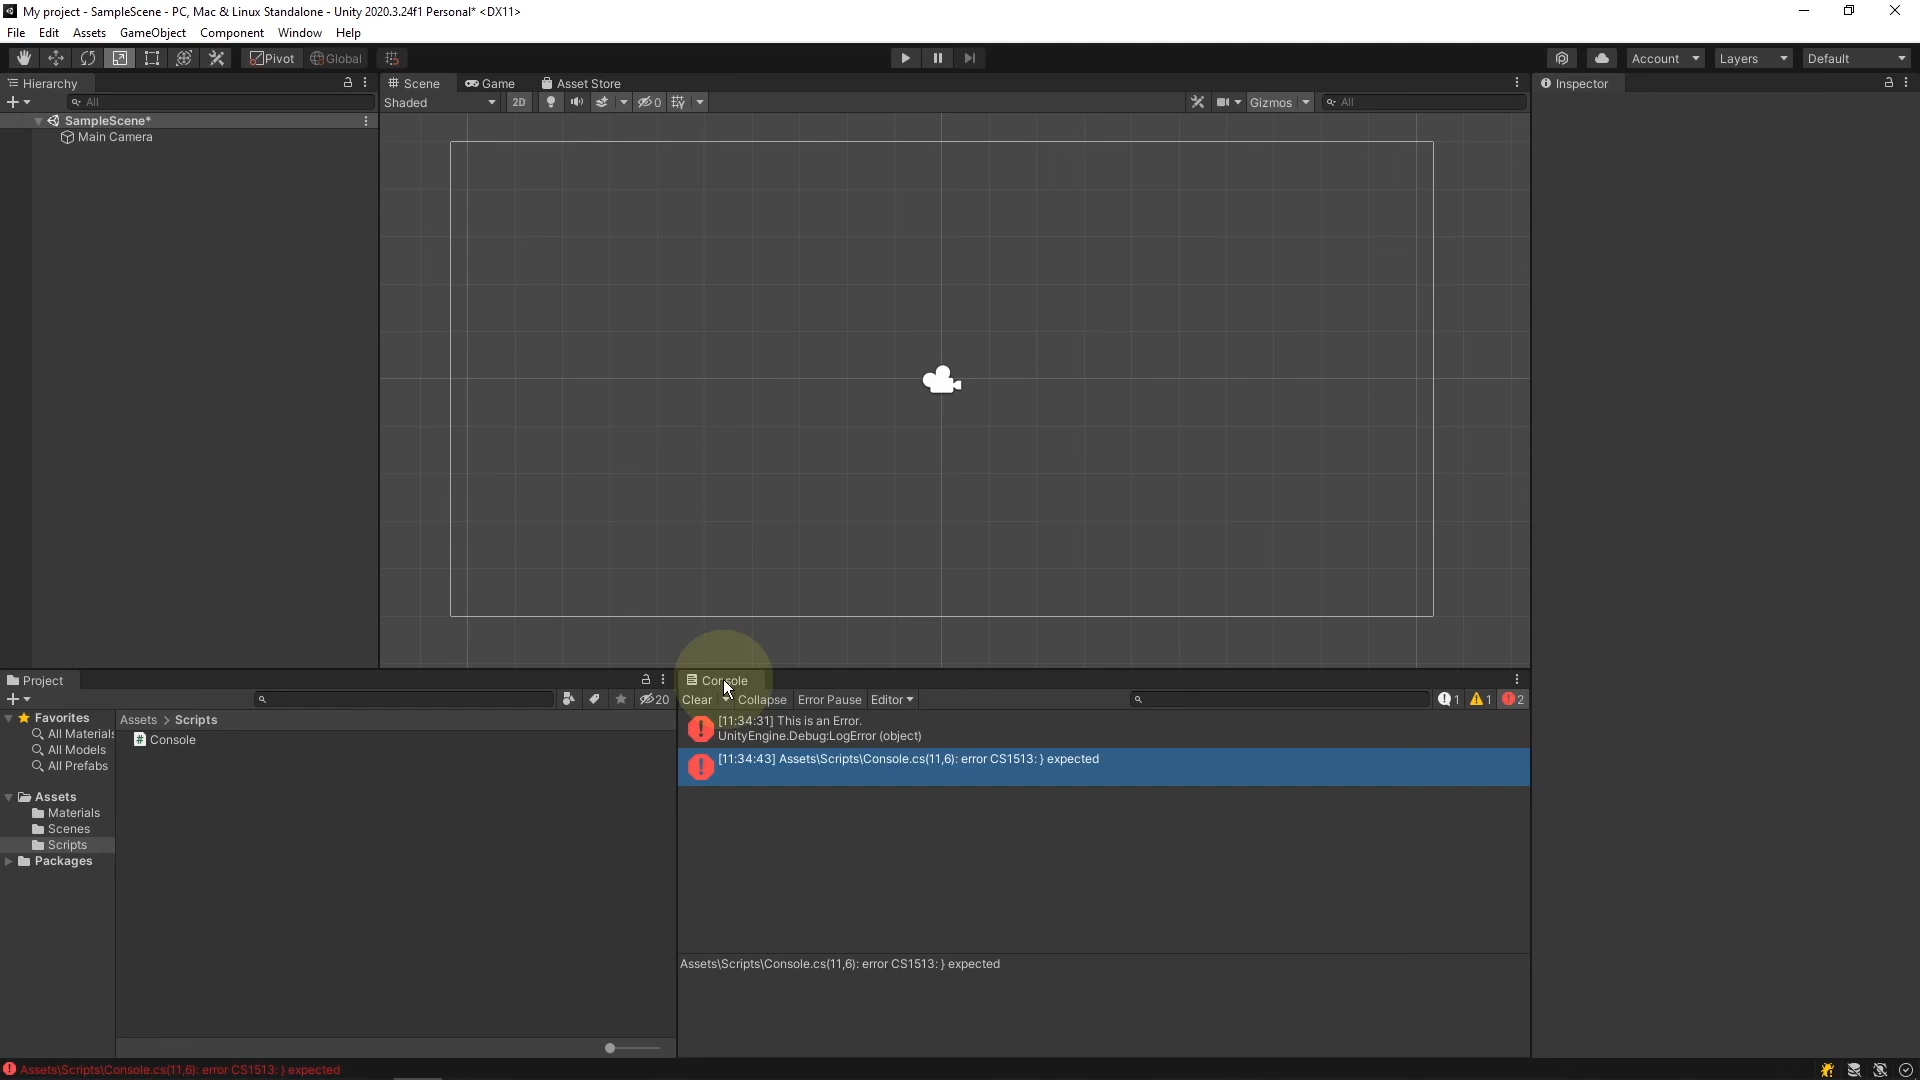 My project - SampleScene - PC, Mac & Linux Standalone - Unity 2020.3.24f1 Personal* <DX11>
File Edit Assets GameObject Component Window Help
Pivot Global Account Layers Default
Hierarchy Scene Game Asset Store Inspector
All Shaded 2D 0 Gizmos All
SampleScene*
Main Camera
Project Console
20 Clear Collapse Error Pause Editor 1 1 2
Favorites
All Materials
All Models
All Prefabs
Assets
Materials
Scenes
Scripts
Packages
Assets > Scripts
Console
[11:34:31] This is an Error.
UnityEngine.Debug:LogError (object)
[11:34:43] Assets\Scripts\Console.cs(11,6): error CS1513: } expected
Assets\Scripts\Console.cs(11,6): error CS1513: } expected
Assets\Scripts\Console.cs(11,6): error CS1513: } expected